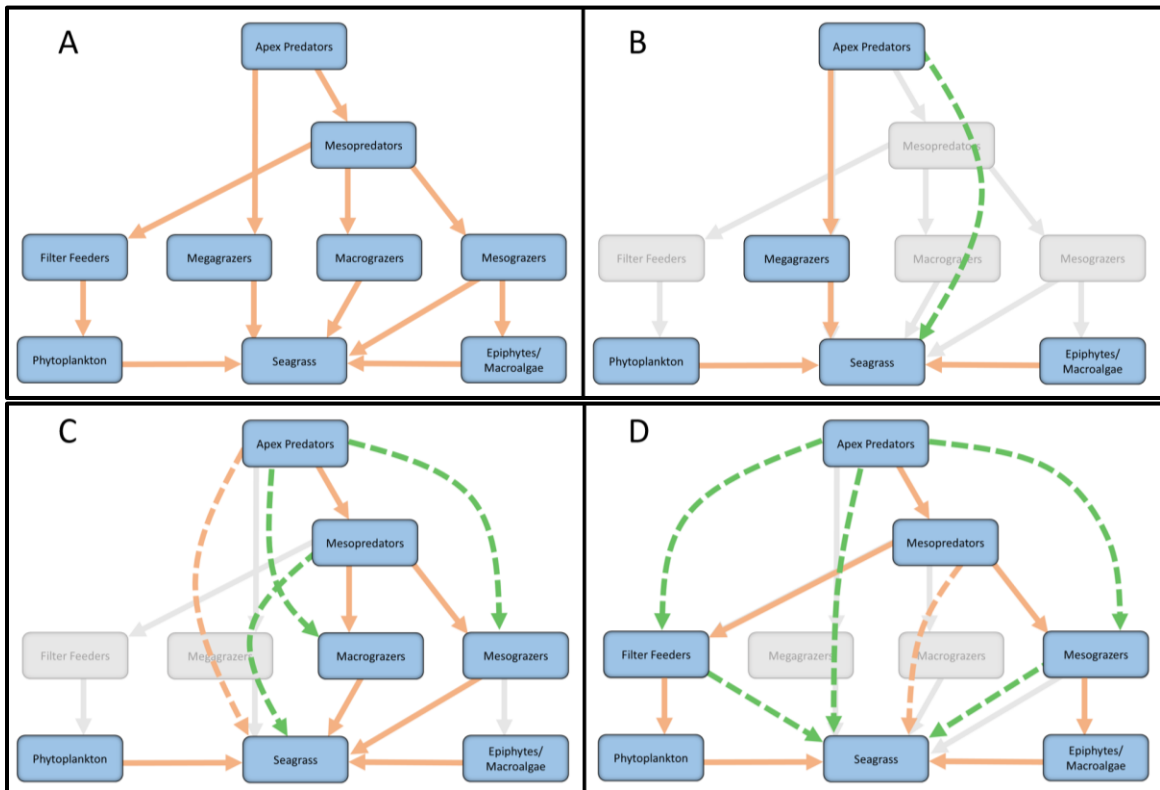 A
Apex Predators
Mesopredators
Filter Feeders
Megagrazers
Macrograzers
Mesograzers
Phytoplankton
Seagrass
Epiphytes/
Macroalgae
B
Apex Predators
Mesopredators
Filter Feeders
Megagrazers
Macrograzers
Mesograzers
Phytoplankton
Seagrass
Epiphytes/
Macroalgae
C
Apex Predators
Mesopredators
Filter Feeders
Megagrazers
Macrograzers
Mesograzers
Phytoplankton
Seagrass
Epiphytes/
Macroalgae
D
Apex Predators
Mesopredators
Filter Feeders
Megagrazers
Macrograzers
Mesograzers
Phytoplankton
Seagrass
Epiphytes/
Macroalgae